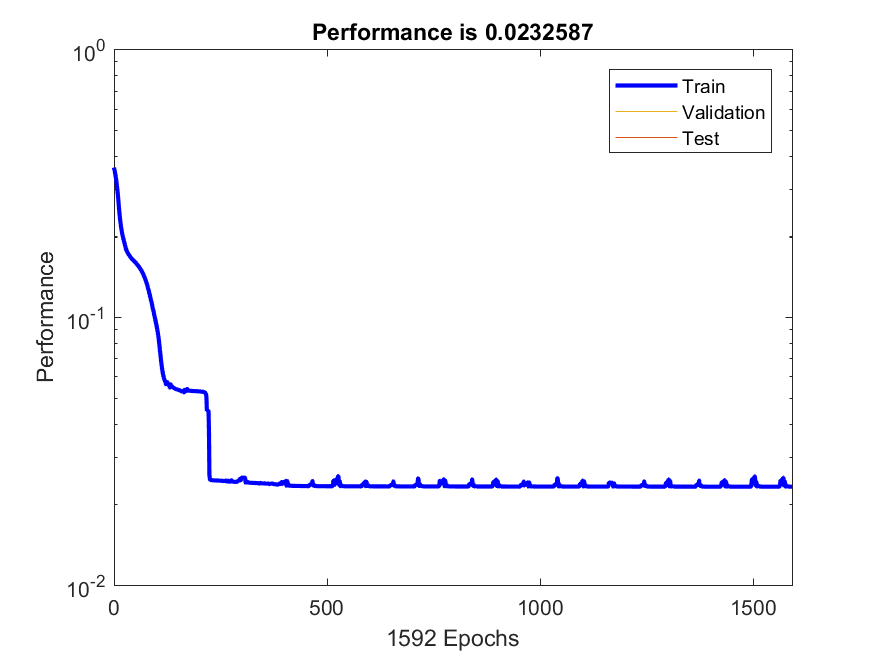 Performance is 0.0232587
10^0
Train
Validation
Test
10^-1
Performance
10^-2
0
500
1000
1500
1592 Epochs